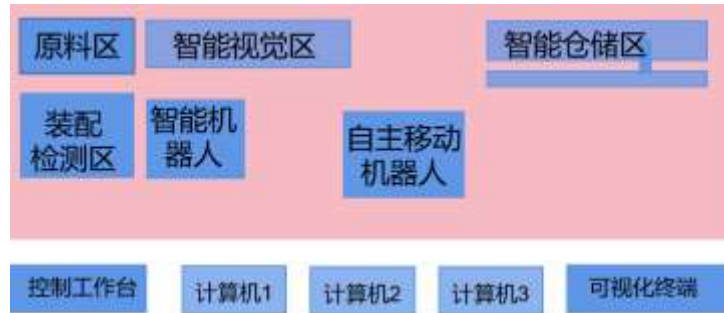 原料区
智能视觉区
智能仓储区
装配
检测区
智能机
器人
自主移动
机器人
控制工作台
计算机1
计算机2
计算机3
可视化终端